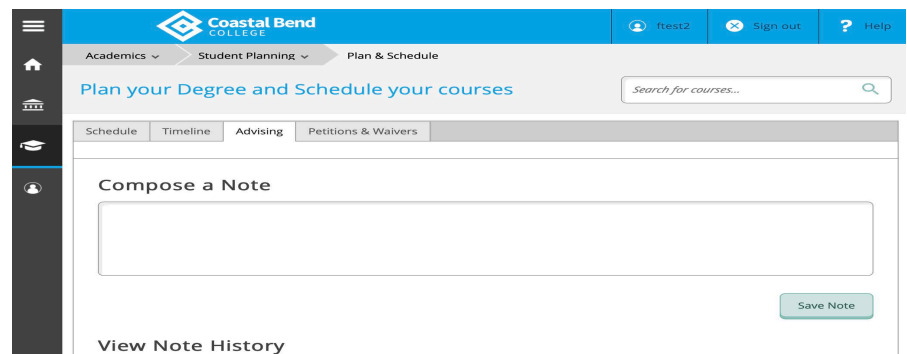 Coastal Bend
COLLEGE
ftest2
Sign out
? Help
Academics
Student Planning
Plan & Schedule
Plan your Degree and Schedule your courses
Search for courses...
Schedule
Timeline
Advising
Petitions & Waivers
Compose a Note
Save Note
View Note History